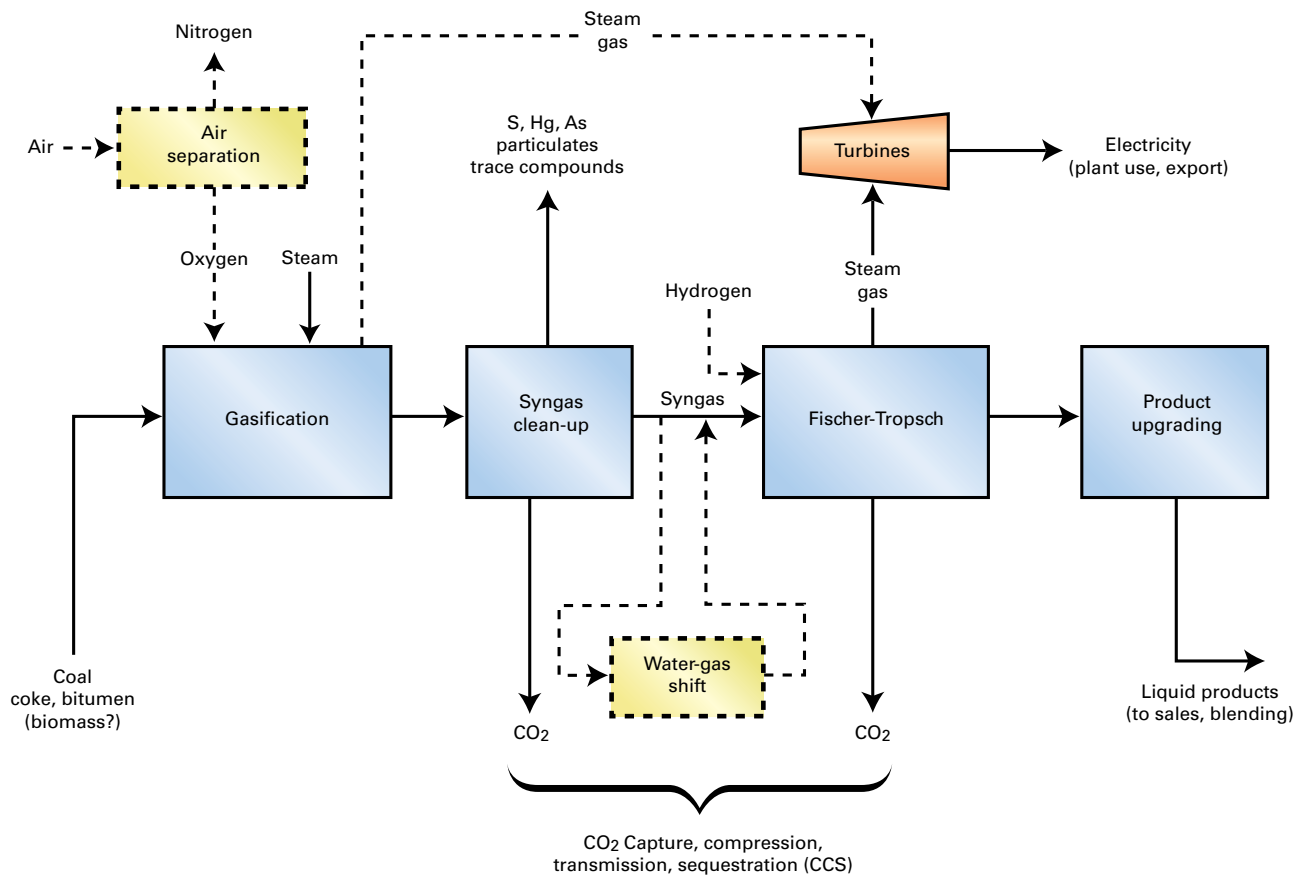 Nitrogen
Steam
gas
Air
Air
separation
S, Hg, As
particulates
trace compounds
Turbines
Electricity
(plant use, export)
Oxygen
Steam
Steam
gas
Hydrogen
Gasification
Syngas
clean-up
Syngas
Fischer-Tropsch
Product
upgrading
Coal
coke, bitumen
(biomass?)
Water-gas
shift
Liquid products
(to sales, blending)
CO2
CO2
CO2 Capture, compression,
transmission, sequestration (CCS)